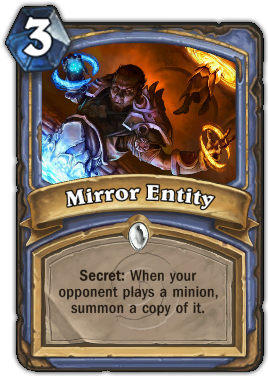 3
Mirror Entity
Secret: When your
opponent plays a minion,
summon a copy of it.